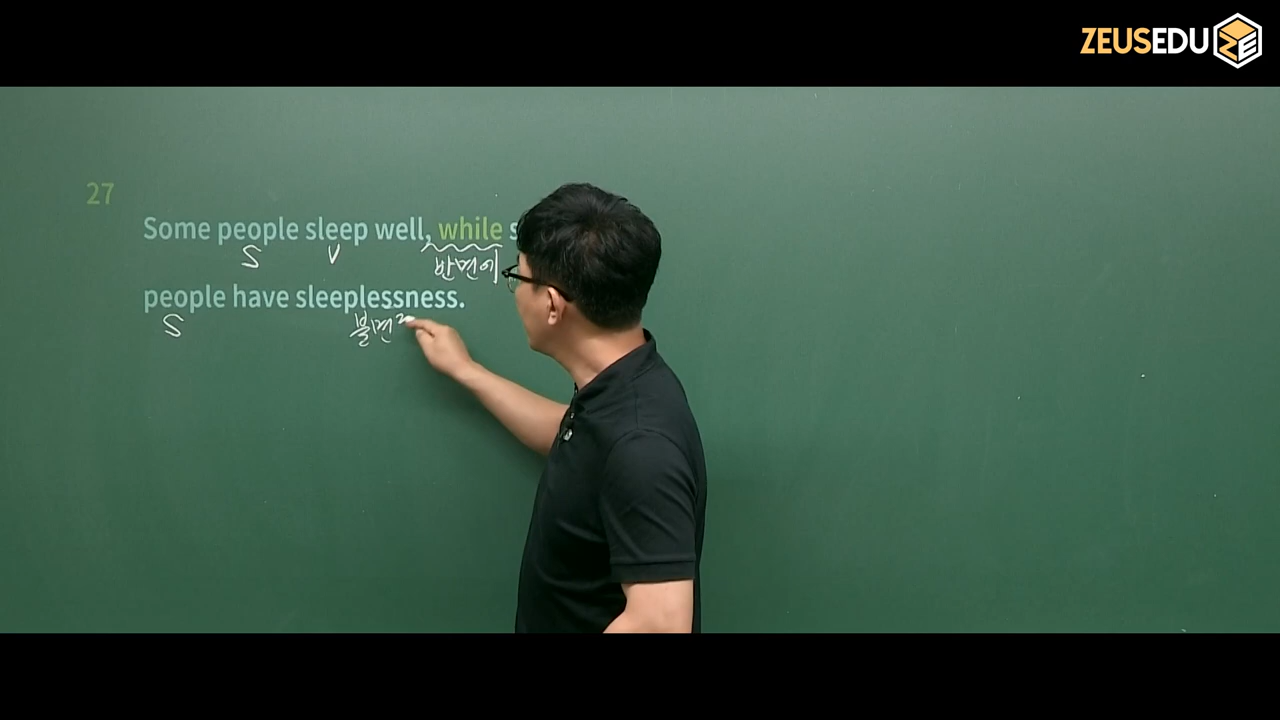 ZEUSEDU
27
Some people sleep well, while s
S V 반면에
people have sleeplessness.
S 불면